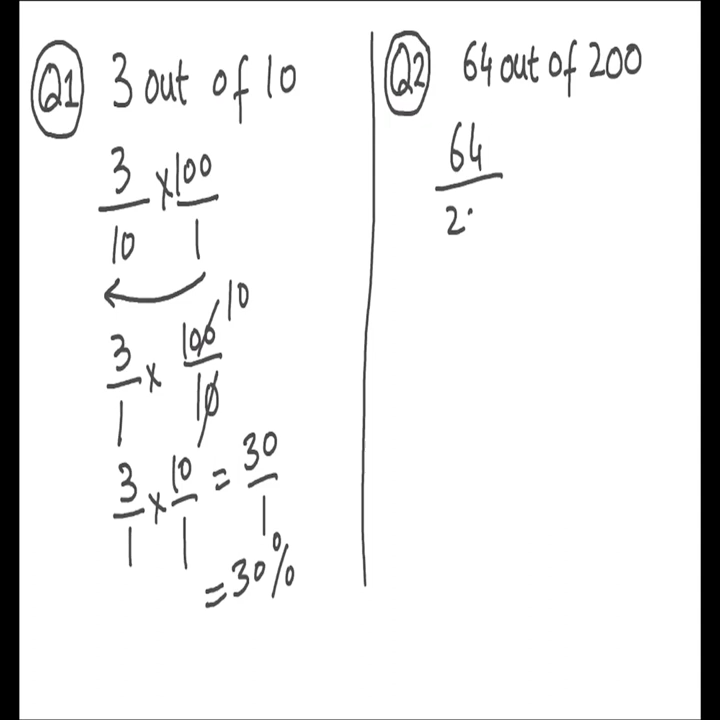 Q1 3 out of 10
3/10 × 100/1
10
3/1 × 100/10
3/1 × 10/1 = 30/1
= 30%
Q2 64 out of 200
64
2